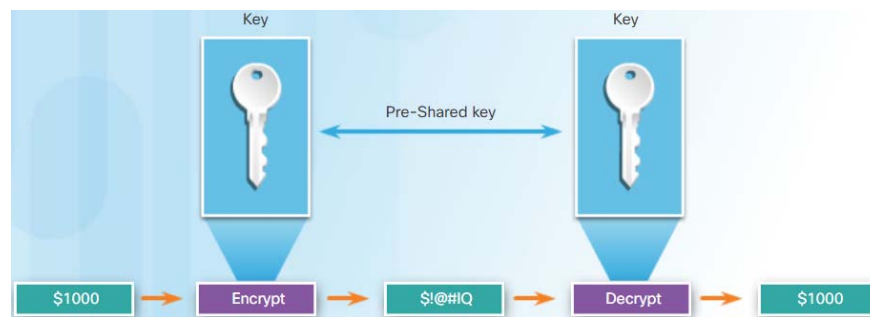 Key
Key
Pre-Shared key
$1000
Encrypt
$!@#IQ
Decrypt
$1000